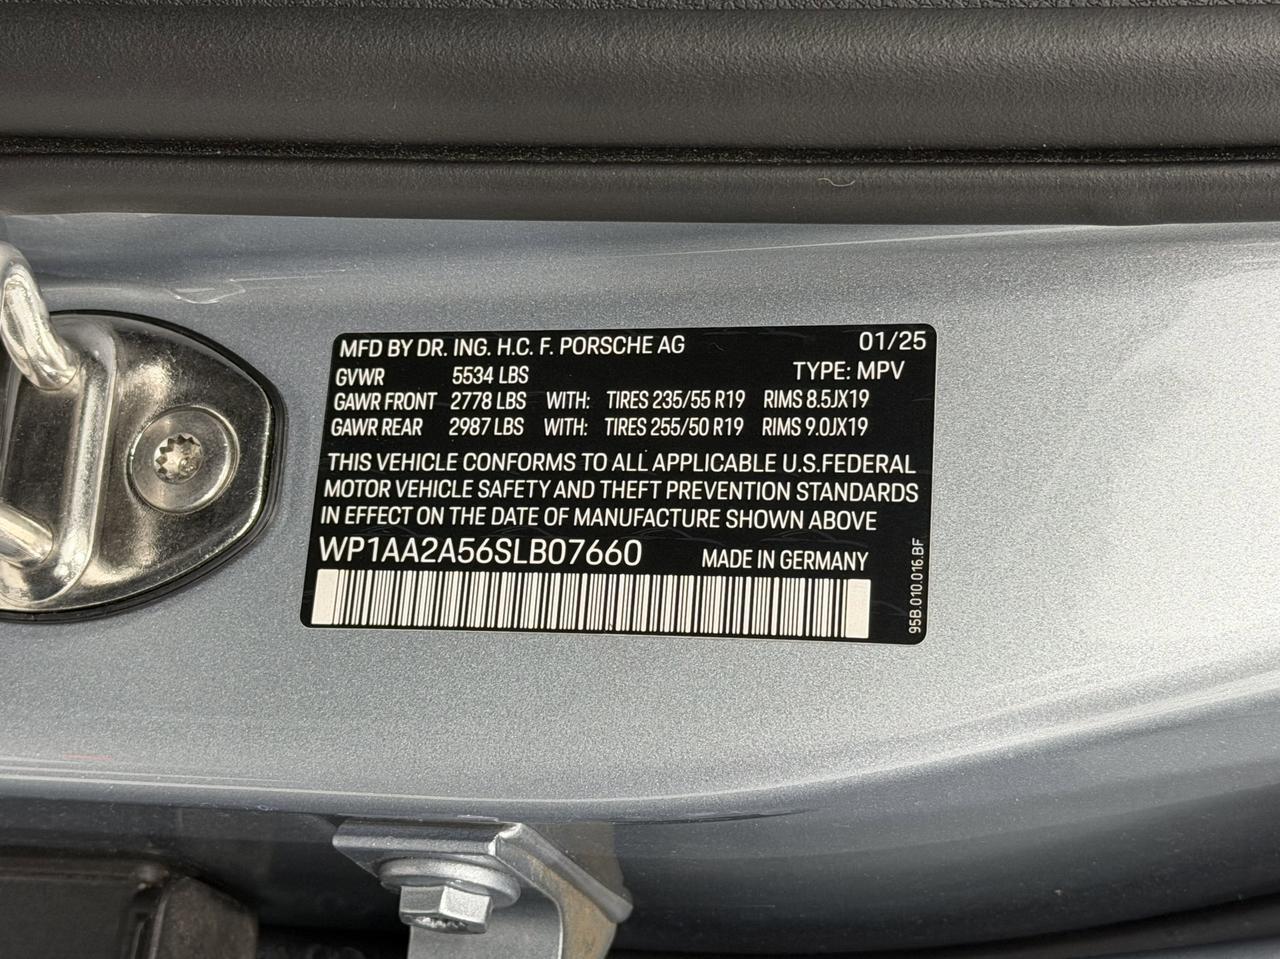 MFD BY DR. ING. H.C. F. PORSCHE AG 01/25
GVWR 5534 LBS TYPE: MPV
GAWR FRONT 2778 LBS WITH: TIRES 235/55 R19 RIMS 8.5JX19
GAWR REAR 2987 LBS WITH: TIRES 255/50 R19 RIMS 9.0JX19
THIS VEHICLE CONFORMS TO ALL APPLICABLE U.S.FEDERAL
MOTOR VEHICLE SAFETY AND THEFT PREVENTION STANDARDS
IN EFFECT ON THE DATE OF MANUFACTURE SHOWN ABOVE
WP1AA2A56SLB07660 MADE IN GERMANY
95B.010.016.BF